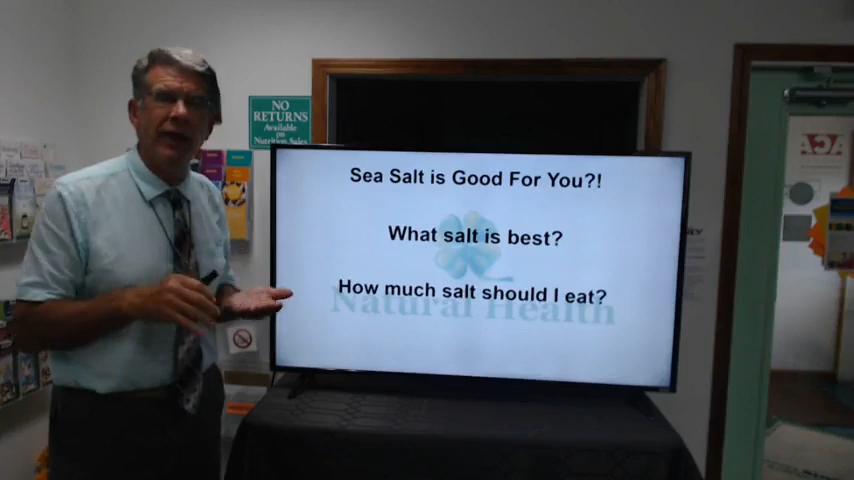 NO
RETURNS
Available
on
Nutrition Sales
Sea Salt is Good For You?!
What salt is best?
How much salt should I eat?
Natural Health
ACA